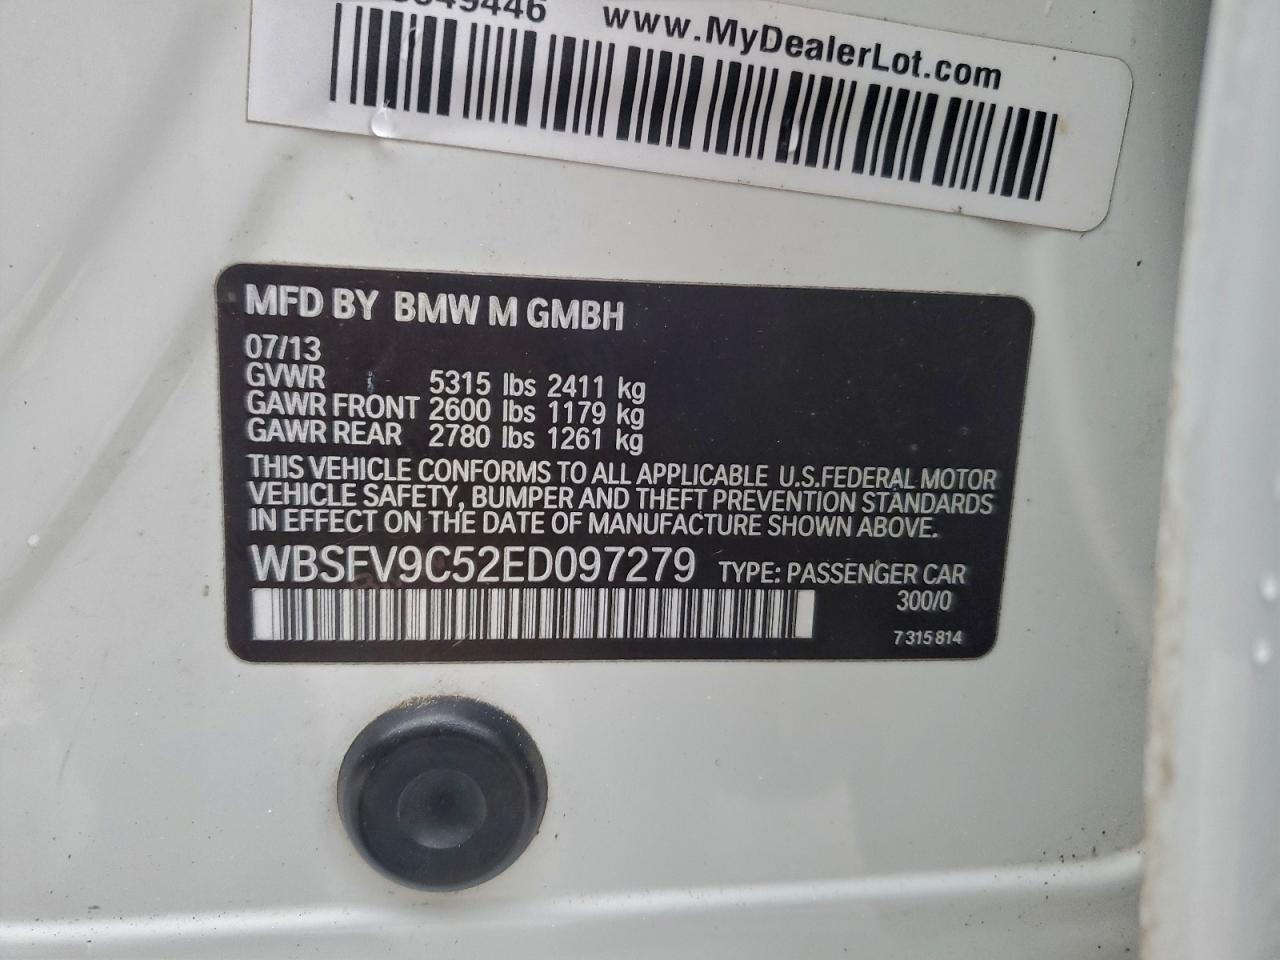 www.MyDealerLot.com
MFD BY BMW M GMBH
07/13
GVWR 5315 lbs 2411 kg
GAWR FRONT 2600 lbs 1179 kg
GAWR REAR 2780 lbs 1261 kg
THIS VEHICLE CONFORMS TO ALL APPLICABLE U.S.FEDERAL MOTOR
VEHICLE SAFETY, BUMPER AND THEFT PREVENTION STANDARDS
IN EFFECT ON THE DATE OF MANUFACTURE SHOWN ABOVE.
WBSFV9C52ED097279 TYPE: PASSENGER CAR
300/0
7 315 814